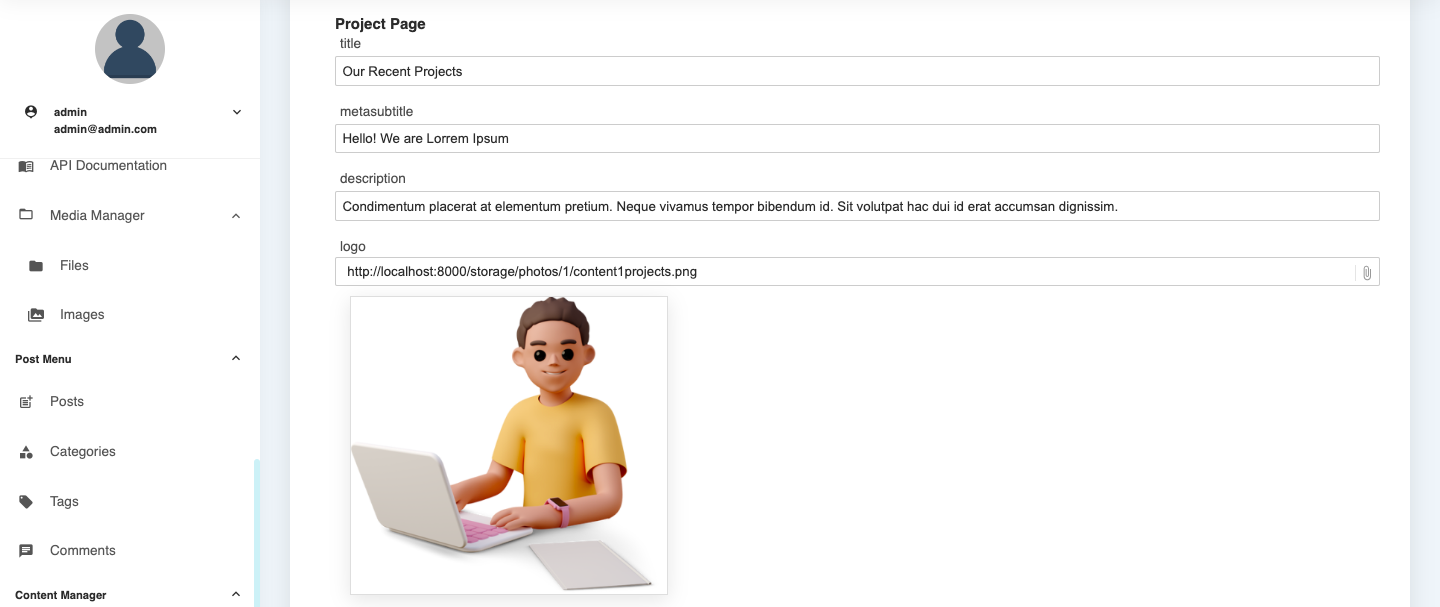 admin
admin@admin.com
API Documentation
Media Manager
Files
Images
Post Menu
Posts
Categories
Tags
Comments
Content Manager
Project Page
title
Our Recent Projects
metasubtitle
Hello! We are Lorrem Ipsum
description
Condimentum placerat at elementum pretium. Neque vivamus tempor bibendum id. Sit volutpat hac dui id erat accumsan dignissim.
logo
http://localhost:8000/storage/photos/1/content1projects.png